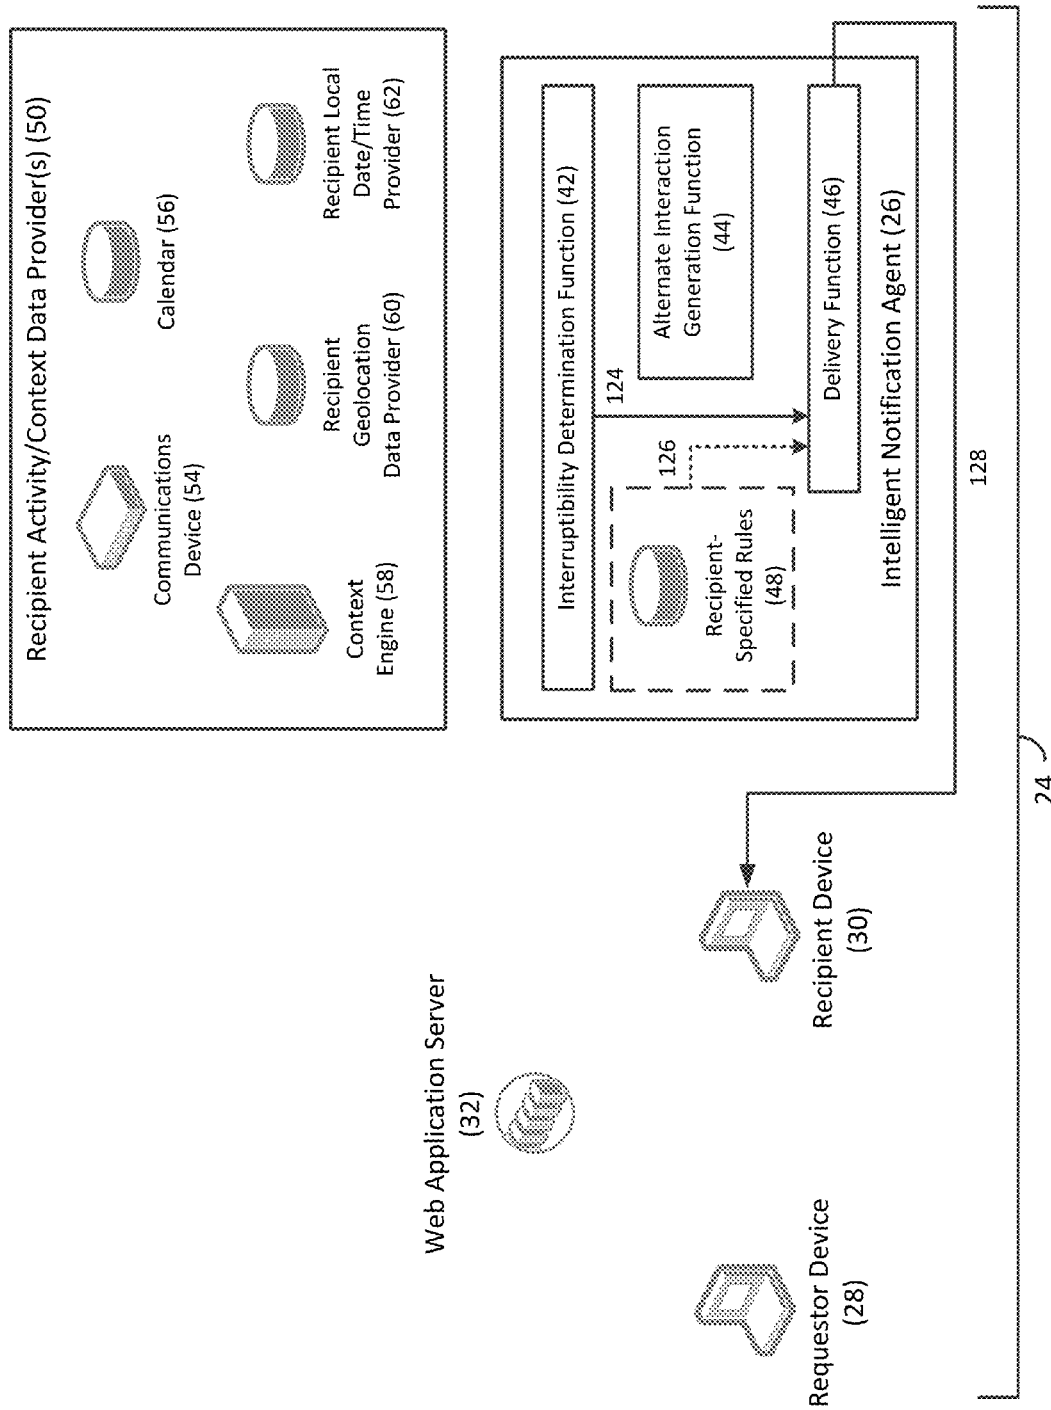 Recipient Activity/Context Data Provider(s) (50)
Communications
Device (54)
Calendar (56)
Context
Engine (58)
Recipient
Geolocation
Data Provider (60)
Recipient Local
Date/Time
Provider (62)
Web Application Server
(32)
Interruptibility Determination Function (42)
124
126
Recipient-
Specified Rules
(48)
Alternate Interaction
Generation Function
(44)
Delivery Function (46)
Intelligent Notification Agent (26)
Requestor Device
(28)
Recipient Device
(30)
128
24